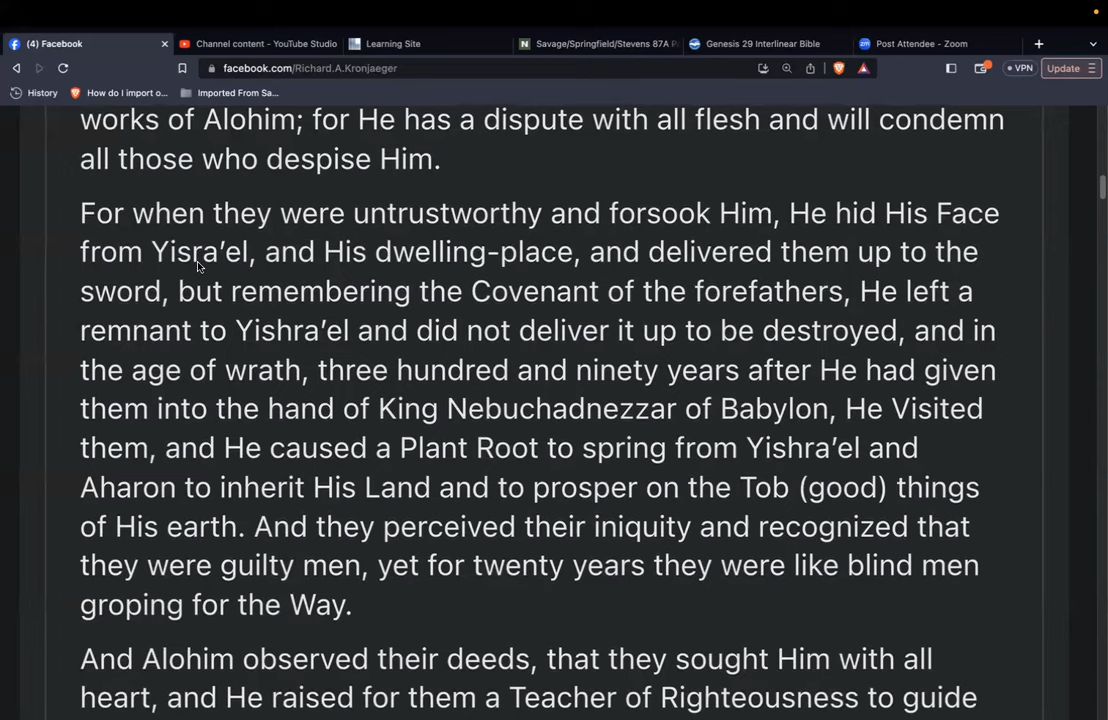 (4) Facebook
Channel content - YouTube Studio
Learning Site
Savage/Springfield/Stevens 87A P
Genesis 29 Interlinear Bible
Post Attendee - Zoom
facebook.com/Richard.A.Kronjaeger
VPN
Update
History
How do I import o...
Imported From Sa...
works of Alohim; for He has a dispute with all flesh and will condemn
all those who despise Him.
For when they were untrustworthy and forsook Him, He hid His Face
from Yisra’el, and His dwelling-place, and delivered them up to the
sword, but remembering the Covenant of the forefathers, He left a
remnant to Yishra’el and did not deliver it up to be destroyed, and in
the age of wrath, three hundred and ninety years after He had given
them into the hand of King Nebuchadnezzar of Babylon, He Visited
them, and He caused a Plant Root to spring from Yishra’el and
Aharon to inherit His Land and to prosper on the Tob (good) things
of His earth. And they perceived their iniquity and recognized that
they were guilty men, yet for twenty years they were like blind men
groping for the Way.
And Alohim observed their deeds, that they sought Him with all
heart, and He raised for them a Teacher of Righteousness to guide